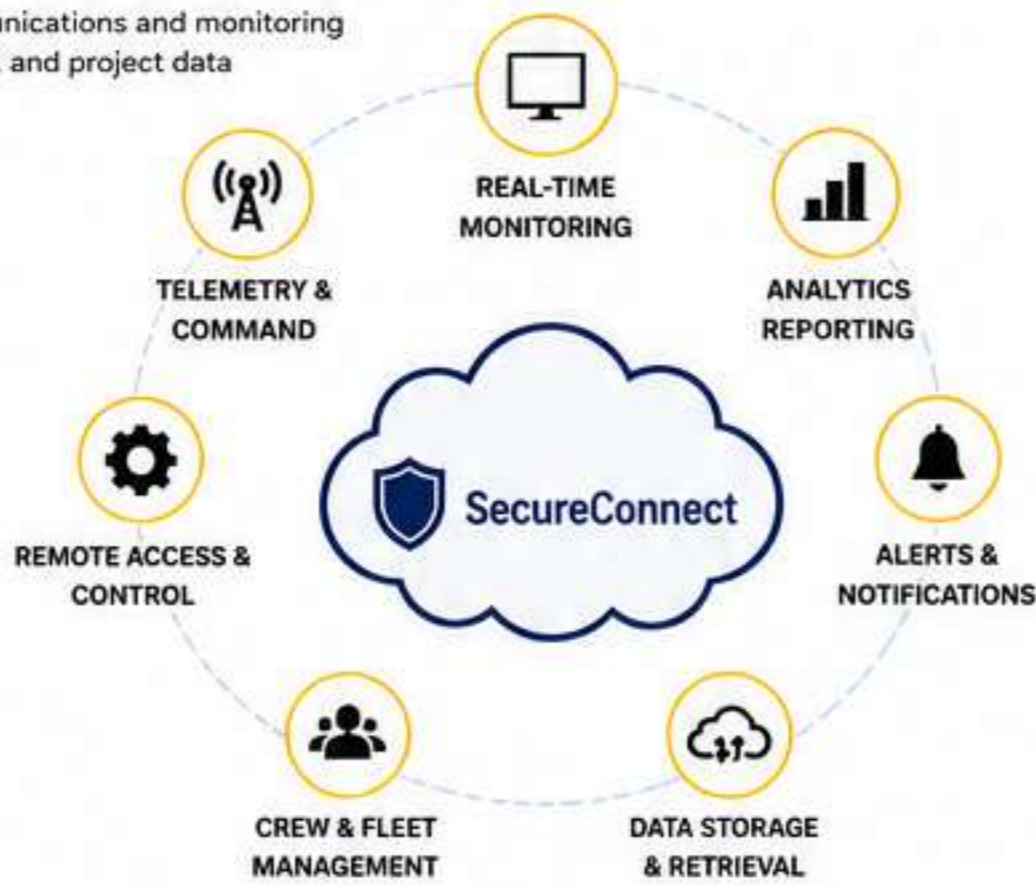 unications and monitoring
and project data
REAL-TIME
MONITORING
TELEMETRY &
COMMAND
ANALYTICS
REPORTING
SecureConnect
REMOTE ACCESS &
CONTROL
ALERTS &
NOTIFICATIONS
CREW & FLEET
MANAGEMENT
DATA STORAGE
& RETRIEVAL